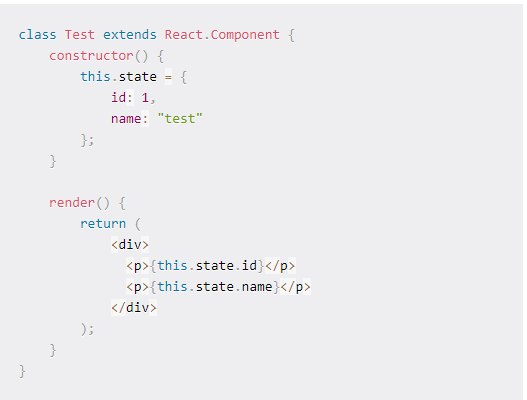 class Test extends React.Component {
    constructor() {
        this.state = {
            id: 1,
            name: "test"
        };
    }

    render() {
        return (
            <div>
              <p>{this.state.id}</p>
              <p>{this.state.name}</p>
            </div>
        );
    }
}